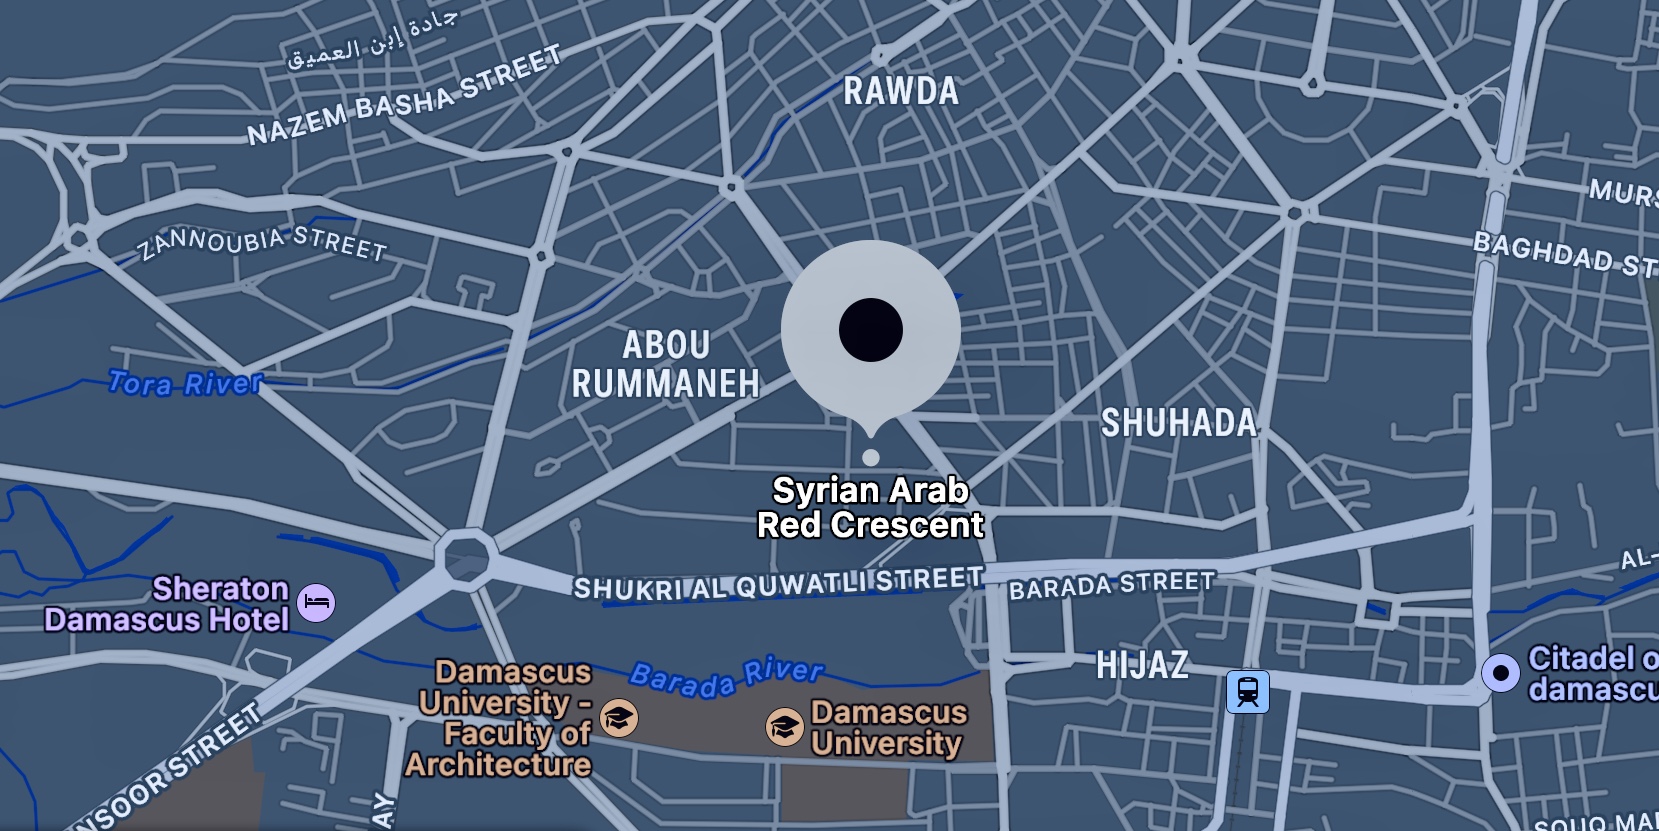 جادة إبن العميق
NAZEM BASHA STREET
RAWDA
MURS
ZANNOUBIA STREET
BAGHDAD ST
ABOU
RUMMANEH
Tora River
SHUHADA
Syrian Arab
Red Crescent
AL-
Sheraton
Damascus Hotel
SHUKRI AL QUWATLI STREET
BARADA STREET
HIJAZ
Citadel o
damascu
Damascus
University -
Faculty of
Architecture
Barada River
Damascus
University
NSOOR STREET
AY
SOUQ MA